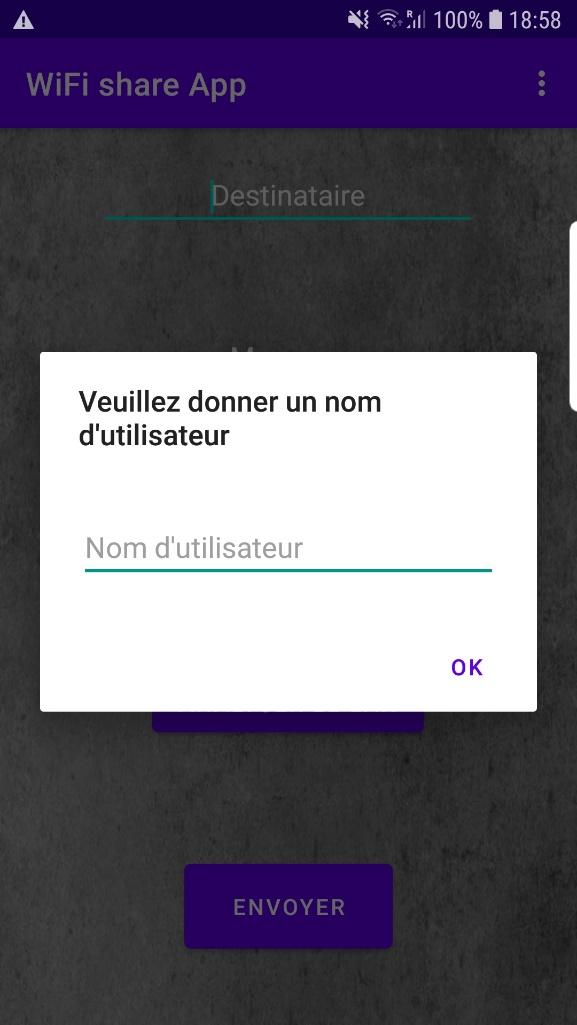 100% 18:58
WiFi share App
Destinataire
Veuillez donner un nom
d'utilisateur
Nom d'utilisateur
OK
ENVOYER